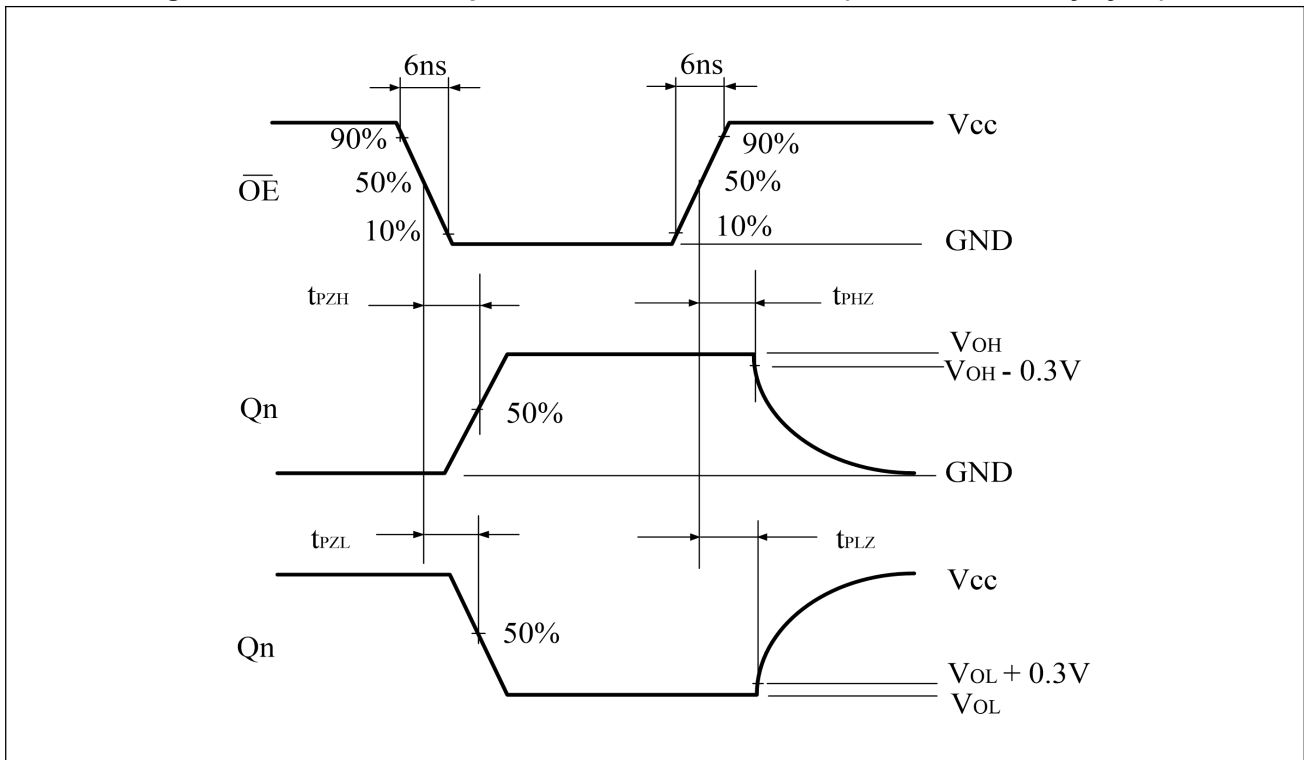 6ns 6ns
90% 90% Vcc
OE 50% 50%
10% 10% GND
tPZH tPHZ
VOH
VOH - 0.3V
Qn 50%
GND
tPZL tPLZ
Vcc
Qn 50%
VOL + 0.3V
VOL